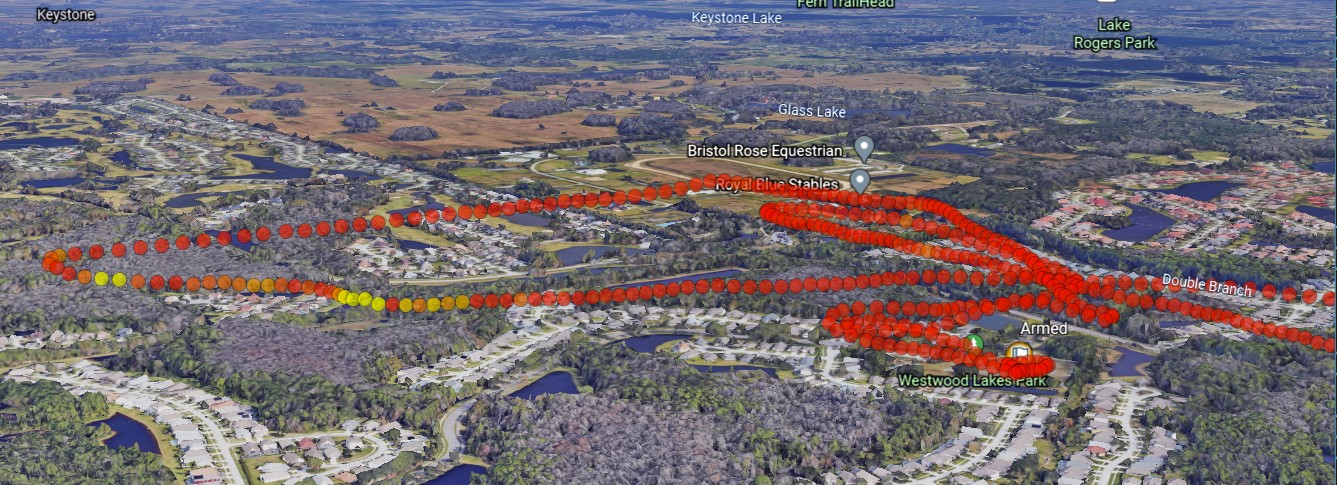 Fern TrailHead
Keystone
Keystone Lake
Lake
Rogers Park
Glass Lake
Bristol Rose Equestrian
Royal Blue Stables
Double Branch
Armed
Westwood Lakes Park